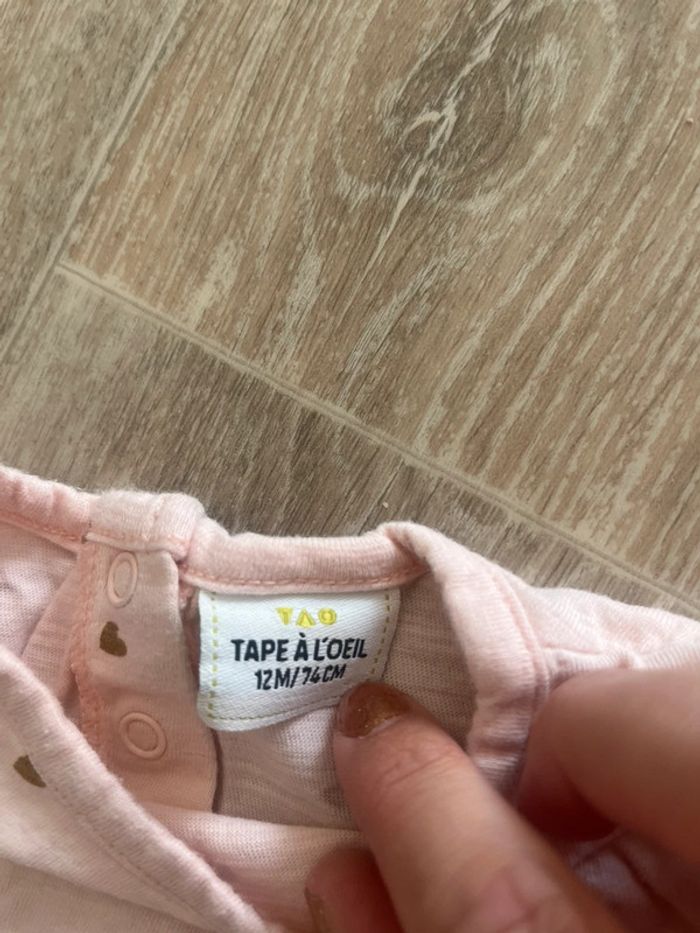 TAO
TAPE À L'OEIL
12M/74CM